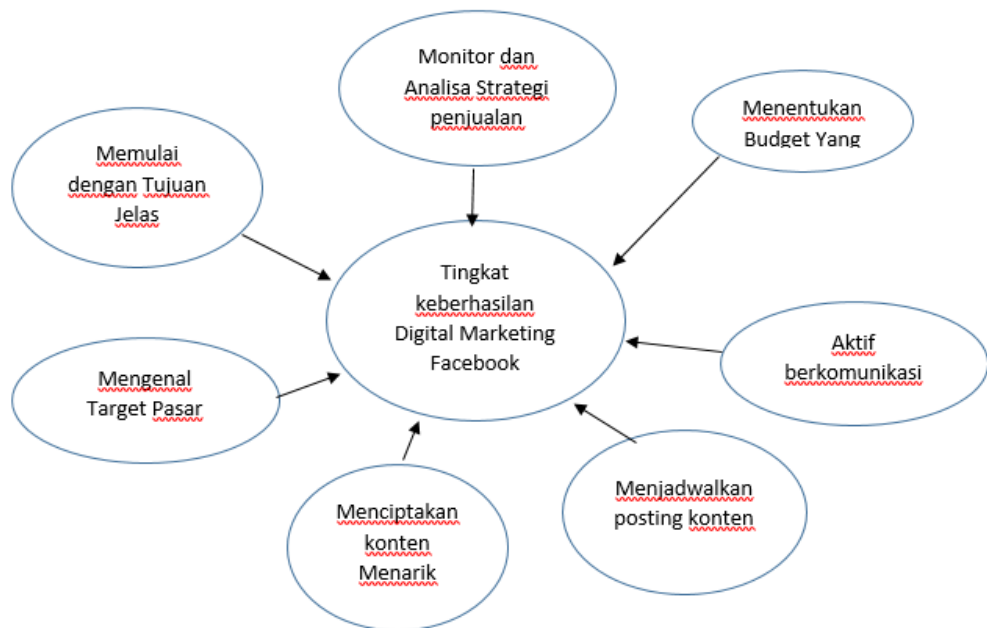 Monitor dan
Analisa Strategi
penjualan
Menentukan
Budget Yang
Memulai
dengan Tujuan
Jelas
Tingkat
keberhasilan
Digital Marketing
Facebook
Aktif
berkomunikasi
Mengenal
Target Pasar
Menjadwalkan
posting konten
Menciptakan
konten
Menarik